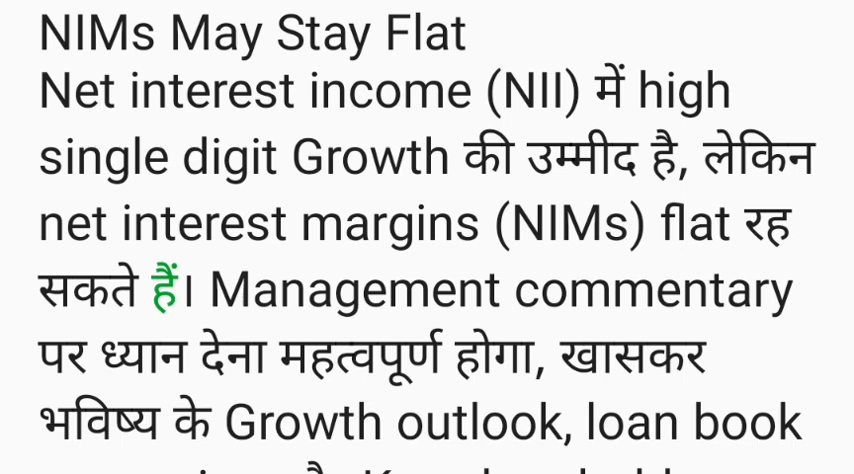 NIMs May Stay Flat
Net interest income (NII) में high
single digit Growth की उम्मीद है, लेकिन
net interest margins (NIMs) flat रह
सकते हैं। Management commentary
पर ध्यान देना महत्वपूर्ण होगा, खासकर
भविष्य के Growth outlook, loan book